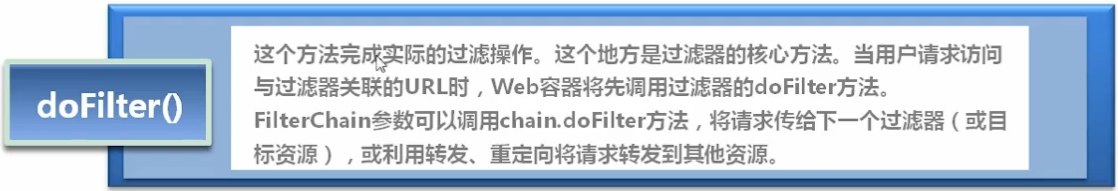 doFilter()
这个方法完成实际的过滤操作。这个地方是过滤器的核心方法。当用户请求访问
与过滤器关联的URL时，Web容器将先调用过滤器的doFilter方法。
FilterChain参数可以调用chain.doFilter方法，将请求传给下一个过滤器（或目
标资源），或利用转发、重定向将请求转发到其他资源。